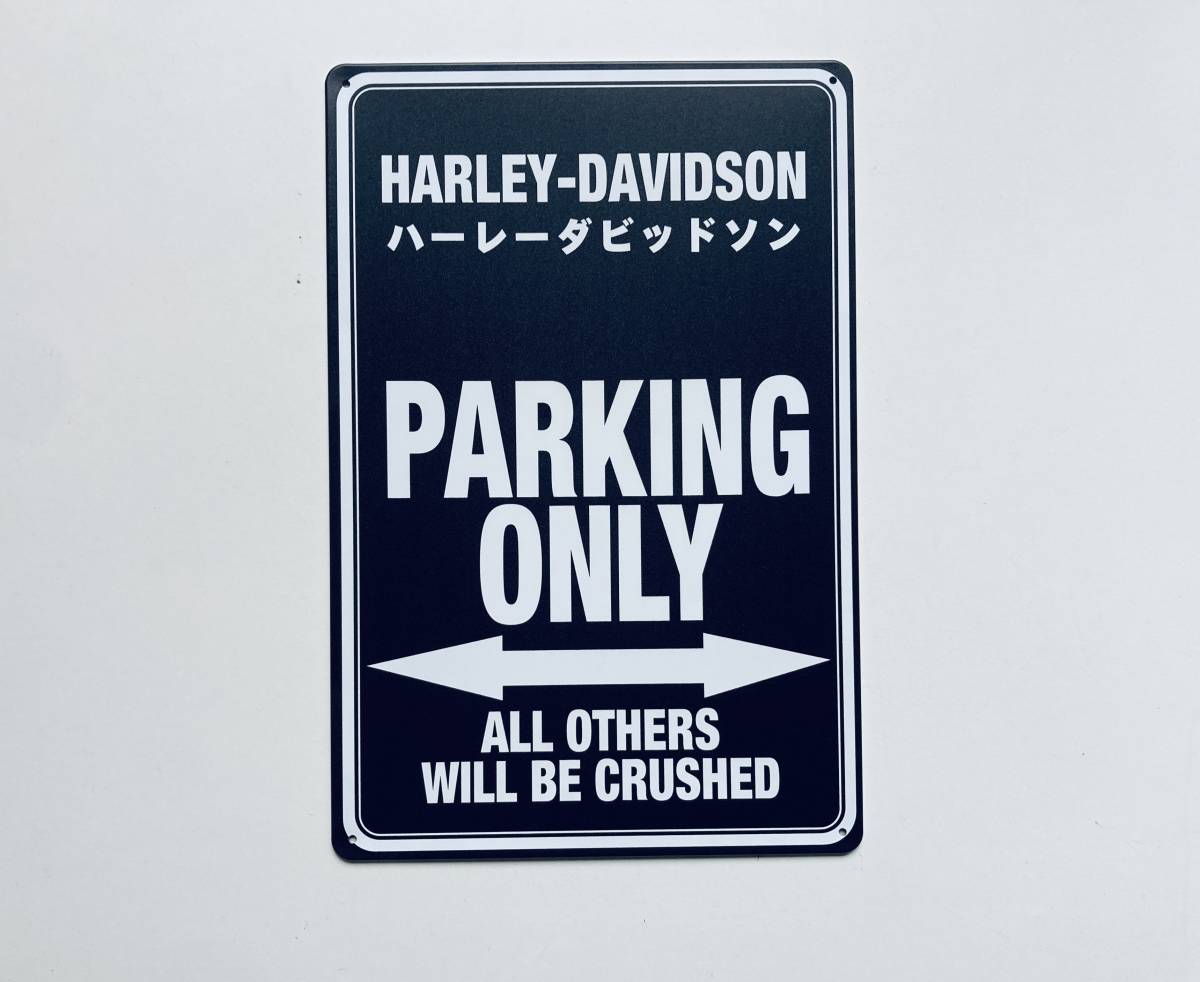 HARLEY-DAVIDSON
ハーレーダビッドソン
PARKING
ONLY
ALL OTHERS
WILL BE CRUSHED